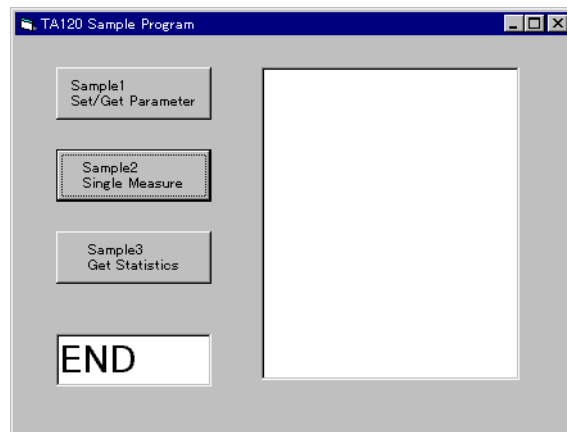 TA120 Sample Program
Sample1
Set/Get Parameter
Sample2
Single Measure
Sample3
Get Statistics
END